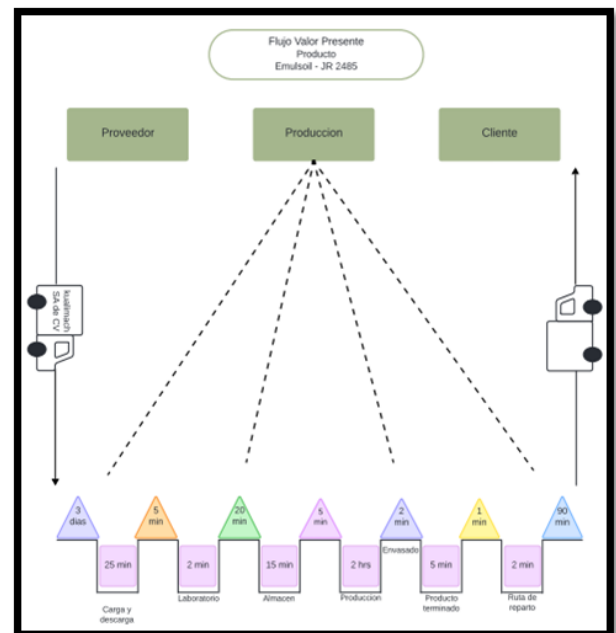 Flujo Valor Presente
Producto
Emulsoil - JR 2485
Proveedor
Produccion
Cliente
kualimach
SA de CV
3
dias
5
min
20
min
5
min
2
min
1
min
90
min
Envasado
25 min
2 min
15 min
2 hrs
5 min
2 min
Carga y
descarga
Laboratorio
Almacen
Produccion
Producto
terminado
Ruta de
reparto